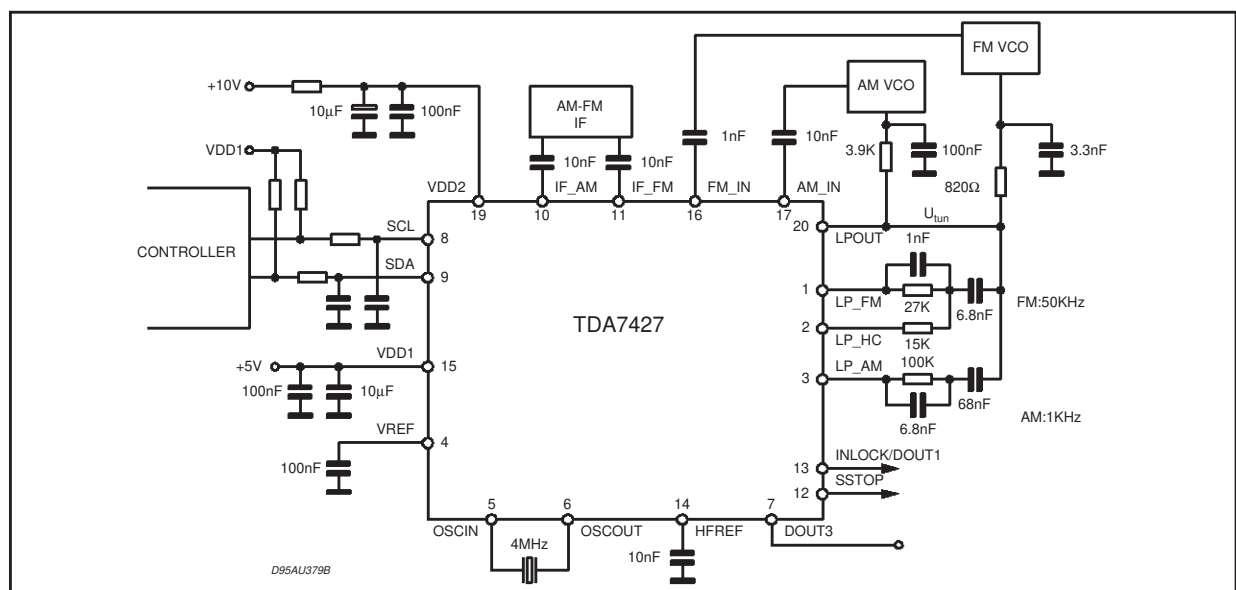 FM VCO
+10V
AM VCO
10µF
100nF
AM-FM
IF
1nF
10nF
3.9K
100nF
3.3nF
VDD1
10nF
10nF
820Ω
VDD2
IF_AM
IF_FM
FM_IN
AM_IN
19
10
11
16
17
20
Utun
LPOUT
SCL
8
1nF
CONTROLLER
SDA
9
1
LP_FM
27K
6.8nF
FM:50KHz
TDA7427
2
LP_HC
15K
+5V
VDD1
15
LP_AM
100K
3
100nF
10µF
68nF
6.8nF
AM:1KHz
VREF
4
100nF
13
INLOCK/DOUT1
12
SSTOP
5
6
14
7
OSCIN
OSCOUT
HFREF
DOUT3
4MHz
10nF
D95AU379B